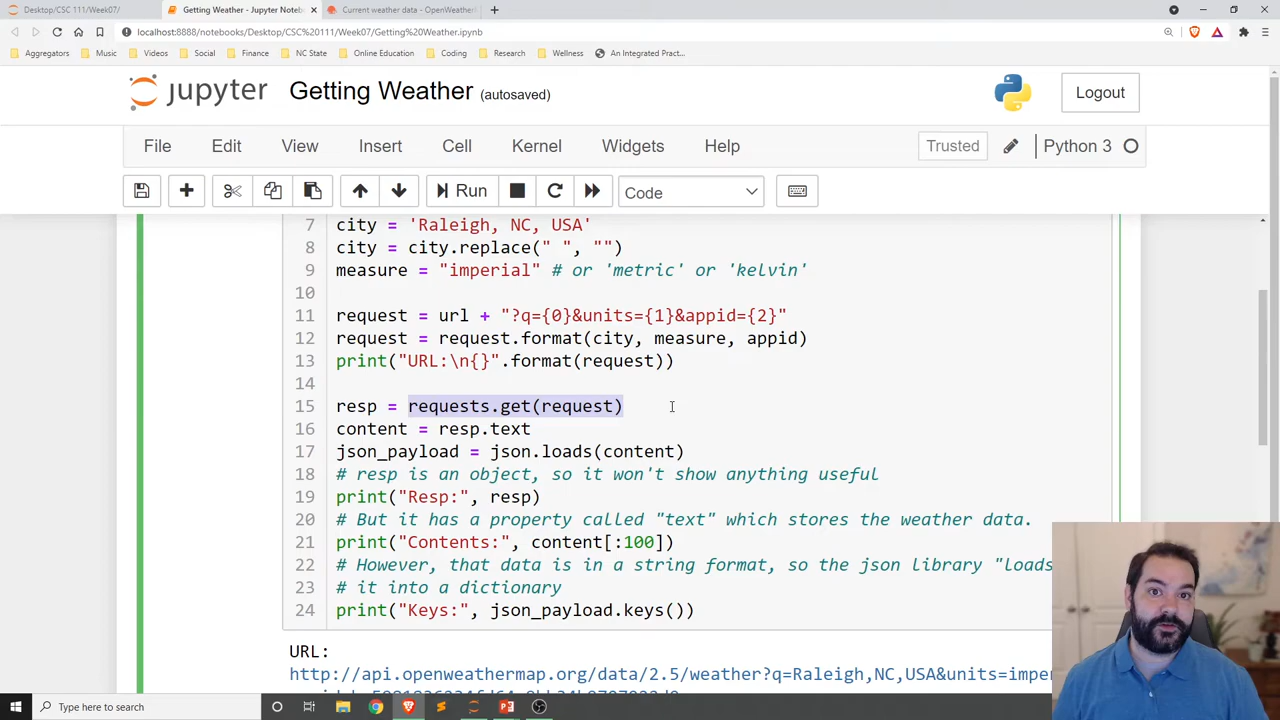 Desktop/CSC 111/Week07/
Getting Weather - Jupyter Noteb
Current weather data - OpenWeather
localhost:8888/notebooks/Desktop/CSC%20111/Week07/Getting%20Weather.ipynb
Aggregators Music Videos Social Finance NC State Online Education Coding Research Wellness An Integrated Pract...
jupyter Getting Weather (autosaved) Logout
File Edit View Insert Cell Kernel Widgets Help Trusted Python 3
Run Code
7 city = 'Raleigh, NC, USA'
8 city = city.replace(" ", "")
9 measure = "imperial" # or 'metric' or 'kelvin'
10
11 request = url + "?q={0}&units={1}&appid={2}"
12 request = request.format(city, measure, appid)
13 print("URL:\n{}".format(request))
14
15 resp = requests.get(request)
16 content = resp.text
17 json_payload = json.loads(content)
18 # resp is an object, so it won't show anything useful
19 print("Resp:", resp)
20 # But it has a property called "text" which stores the weather data.
21 print("Contents:", content[:100])
22 # However, that data is in a string format, so the json library "loads
23 # it into a dictionary
24 print("Keys:", json_payload.keys())
URL:
http://api.openweathermap.org/data/2.5/weather?q=Raleigh,NC,USA&units=impe
Type here to search